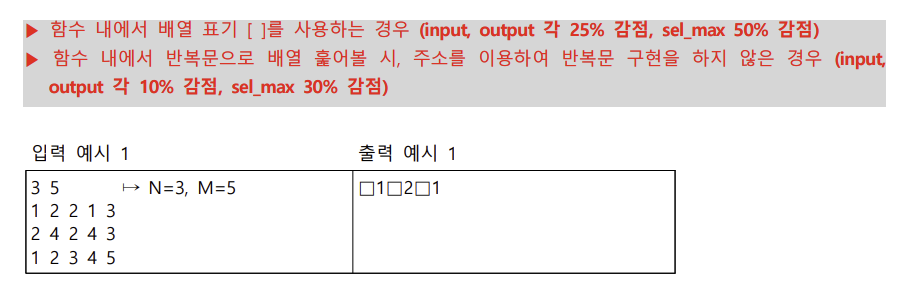 ▶ 함수 내에서 배열 표기 [ ]를 사용하는 경우 (input, output 각 25% 감점, sel_max 50% 감점)
▶ 함수 내에서 반복문으로 배열 훑어볼 시, 주소를 이용하여 반복문 구현을 하지 않은 경우 (input,
output 각 10% 감점, sel_max 30% 감점)
입력 예시 1
출력 예시 1
3 5 ↦ N=3, M=5
□1□2□1
1 2 2 1 3
2 4 2 4 3
1 2 3 4 5